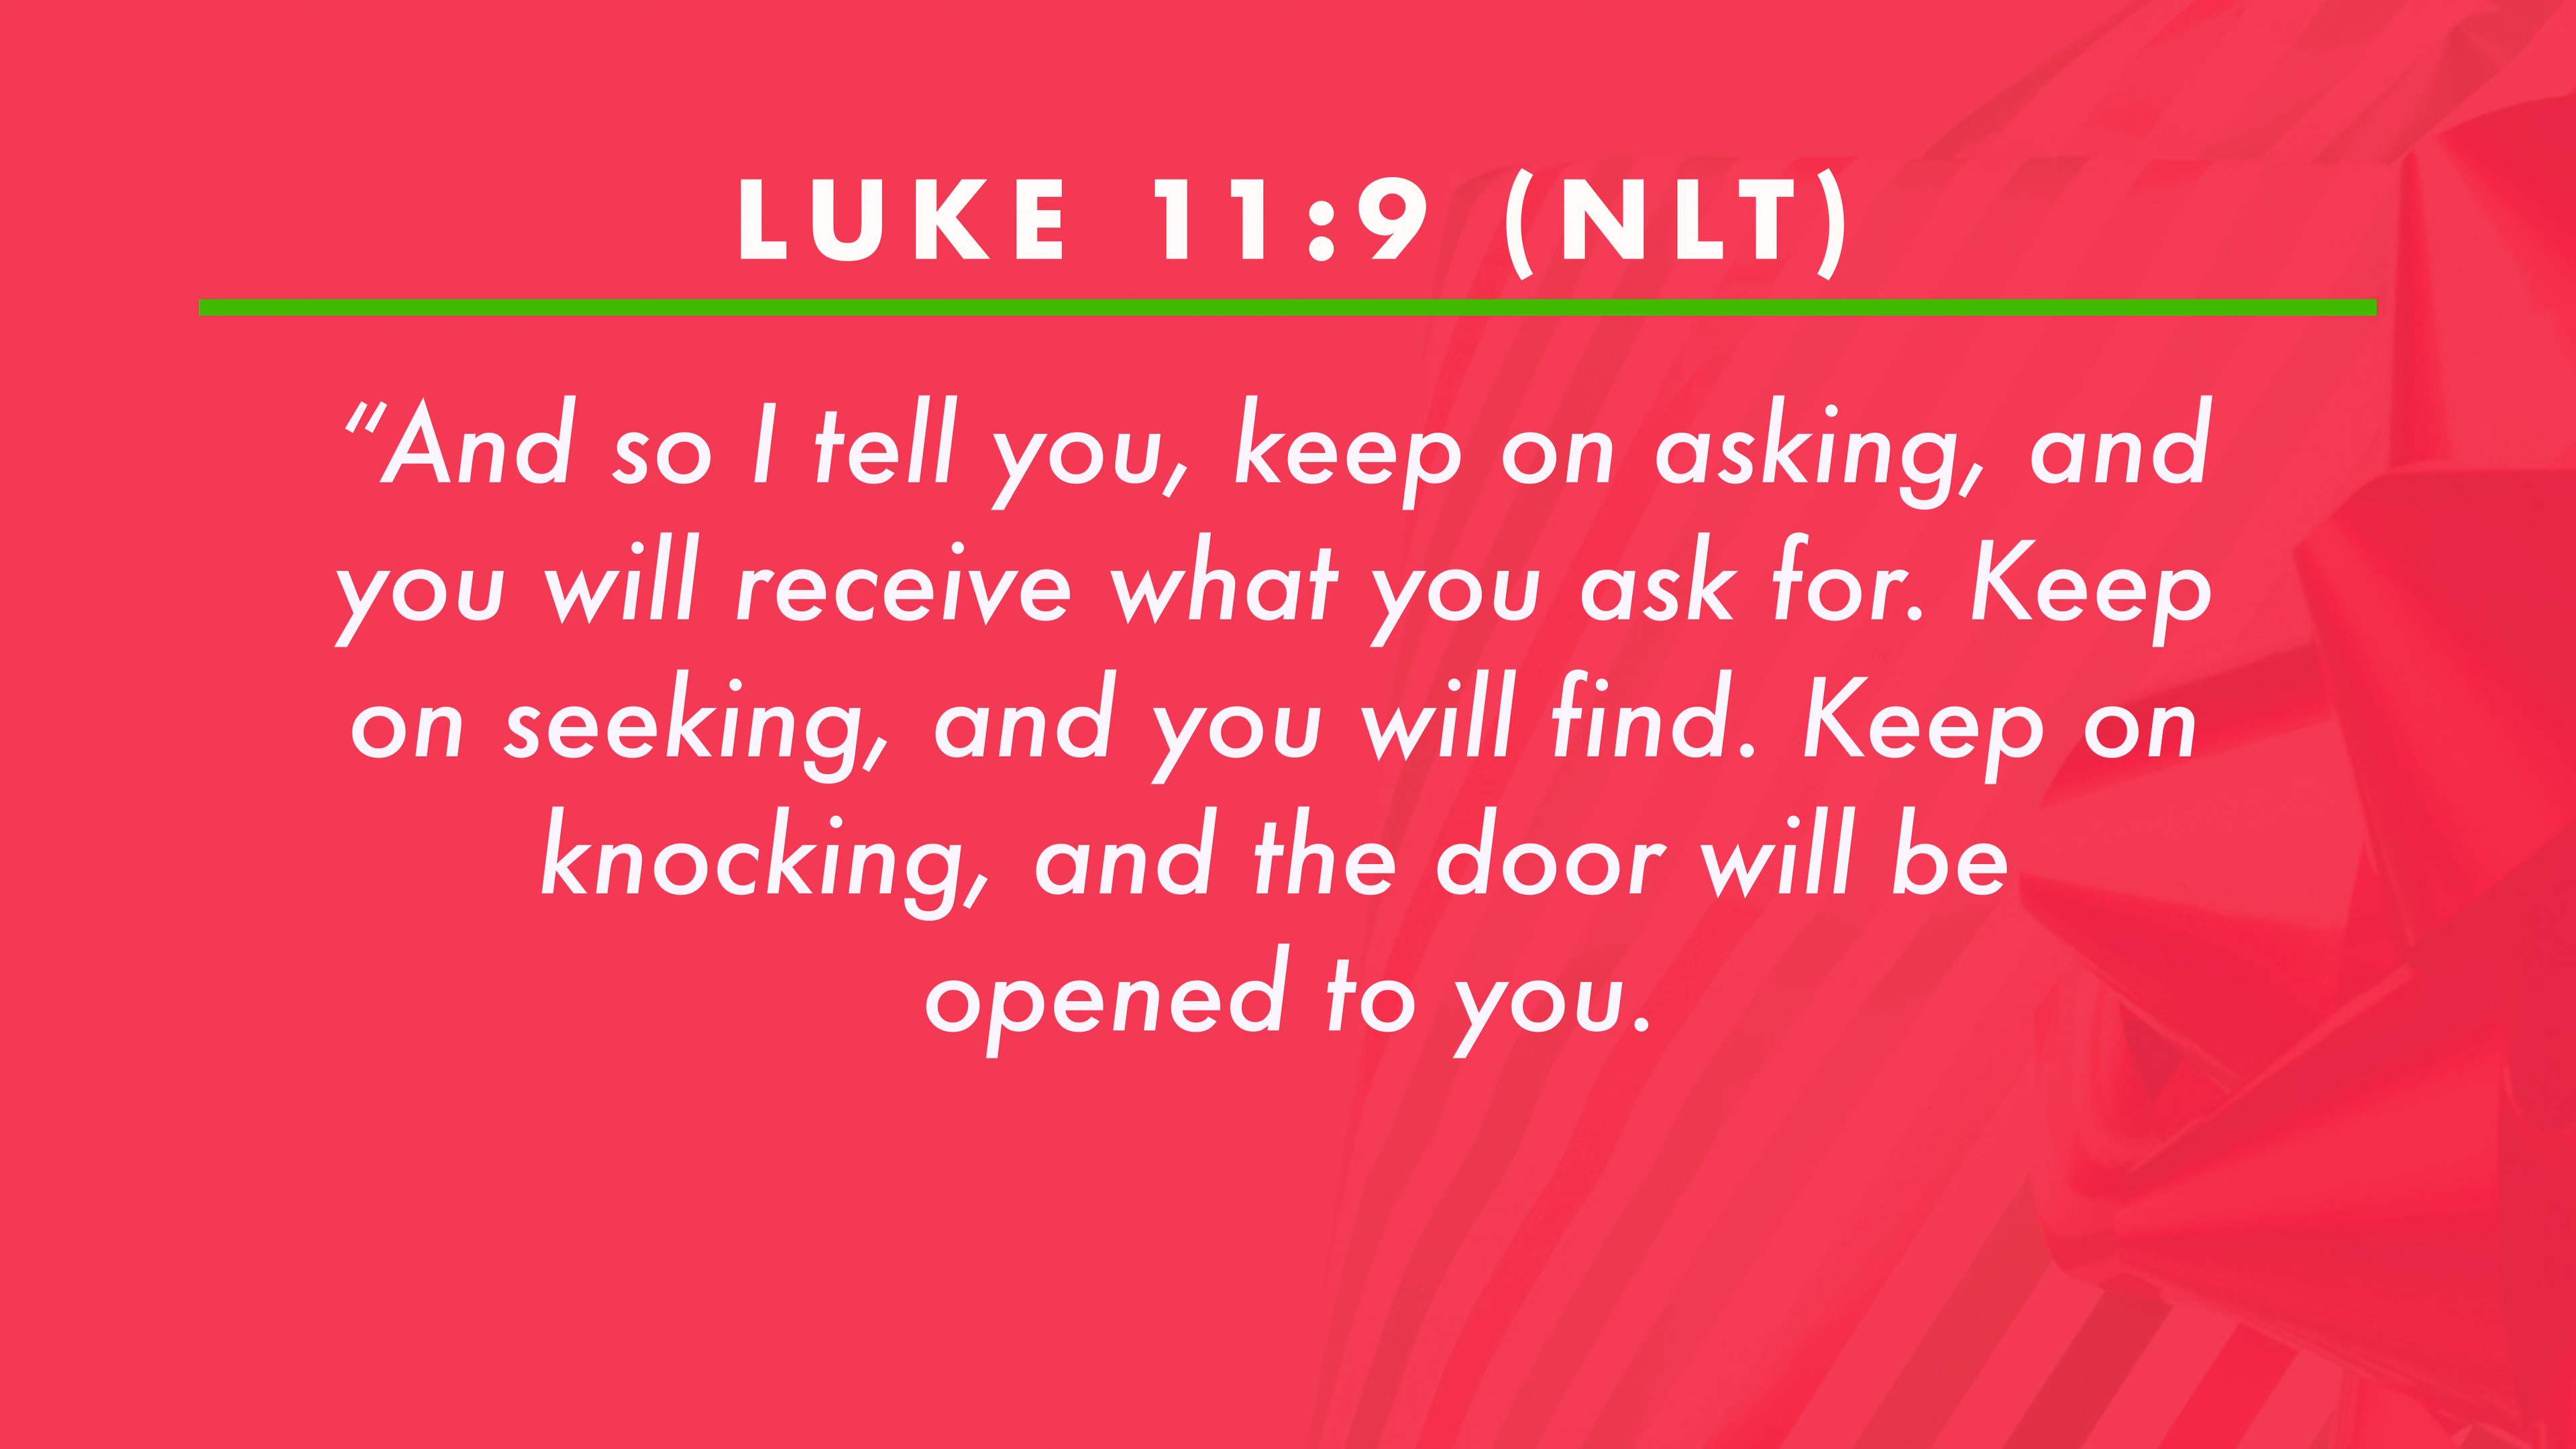 LUKE 11:9 (NLT)
“And so I tell you, keep on asking, and
you will receive what you ask for. Keep
on seeking, and you will find. Keep on
knocking, and the door will be
opened to you.